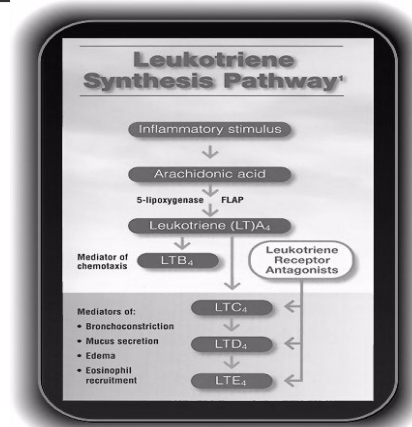 Leukotriene
Synthesis Pathway¹
Inflammatory stimulus
Arachidonic acid
5-lipoxygenase FLAP
Leukotriene (LT)A₄
Mediator of
chemotaxis
LTB₄
Leukotriene
Receptor
Antagonists
Mediators of:
• Bronchoconstriction
• Mucus secretion
• Edema
• Eosinophil
recruitment
LTC₄
LTD₄
LTE₄